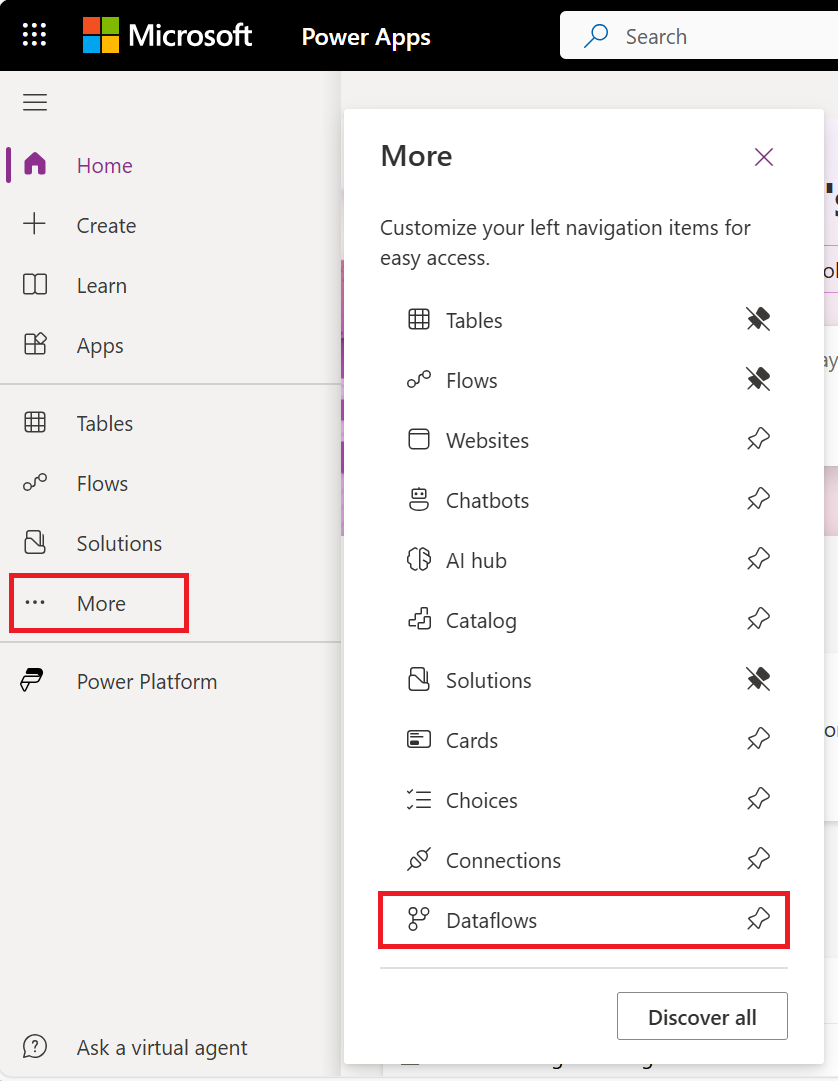 Microsoft Power Apps Search
Home
Create
Learn
Apps
Tables
Flows
Solutions
More
Power Platform
Ask a virtual agent
More
Customize your left navigation items for
easy access.
Tables
Flows
Websites
Chatbots
AI hub
Catalog
Solutions
Cards
Choices
Connections
Dataflows
Discover all